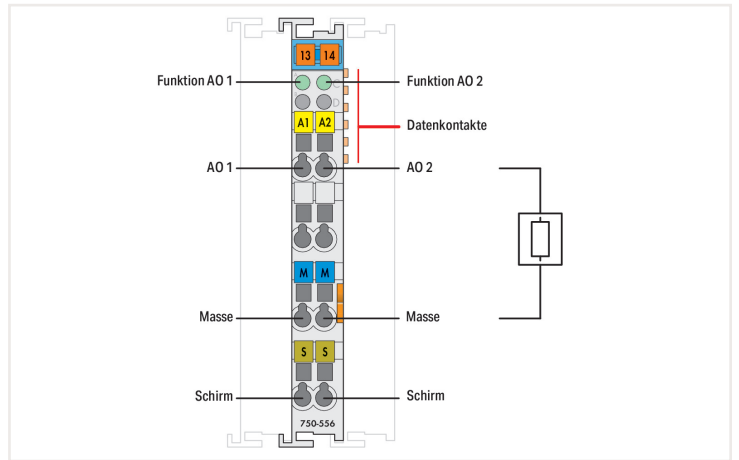 13 14
Funktion AO 1
Funktion AO 2
C
D
Datenkontakte
A1 A2
AO 1
AO 2
M M
Masse
Masse
S S
Schirm
Schirm
750-556